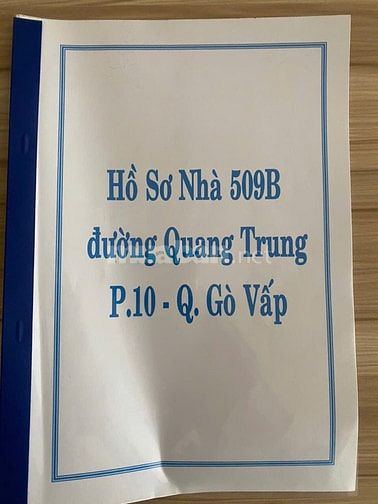 Hồ Sơ Nhà 509B
đường Quang Trung
P.10 - Q. Gò Vấp